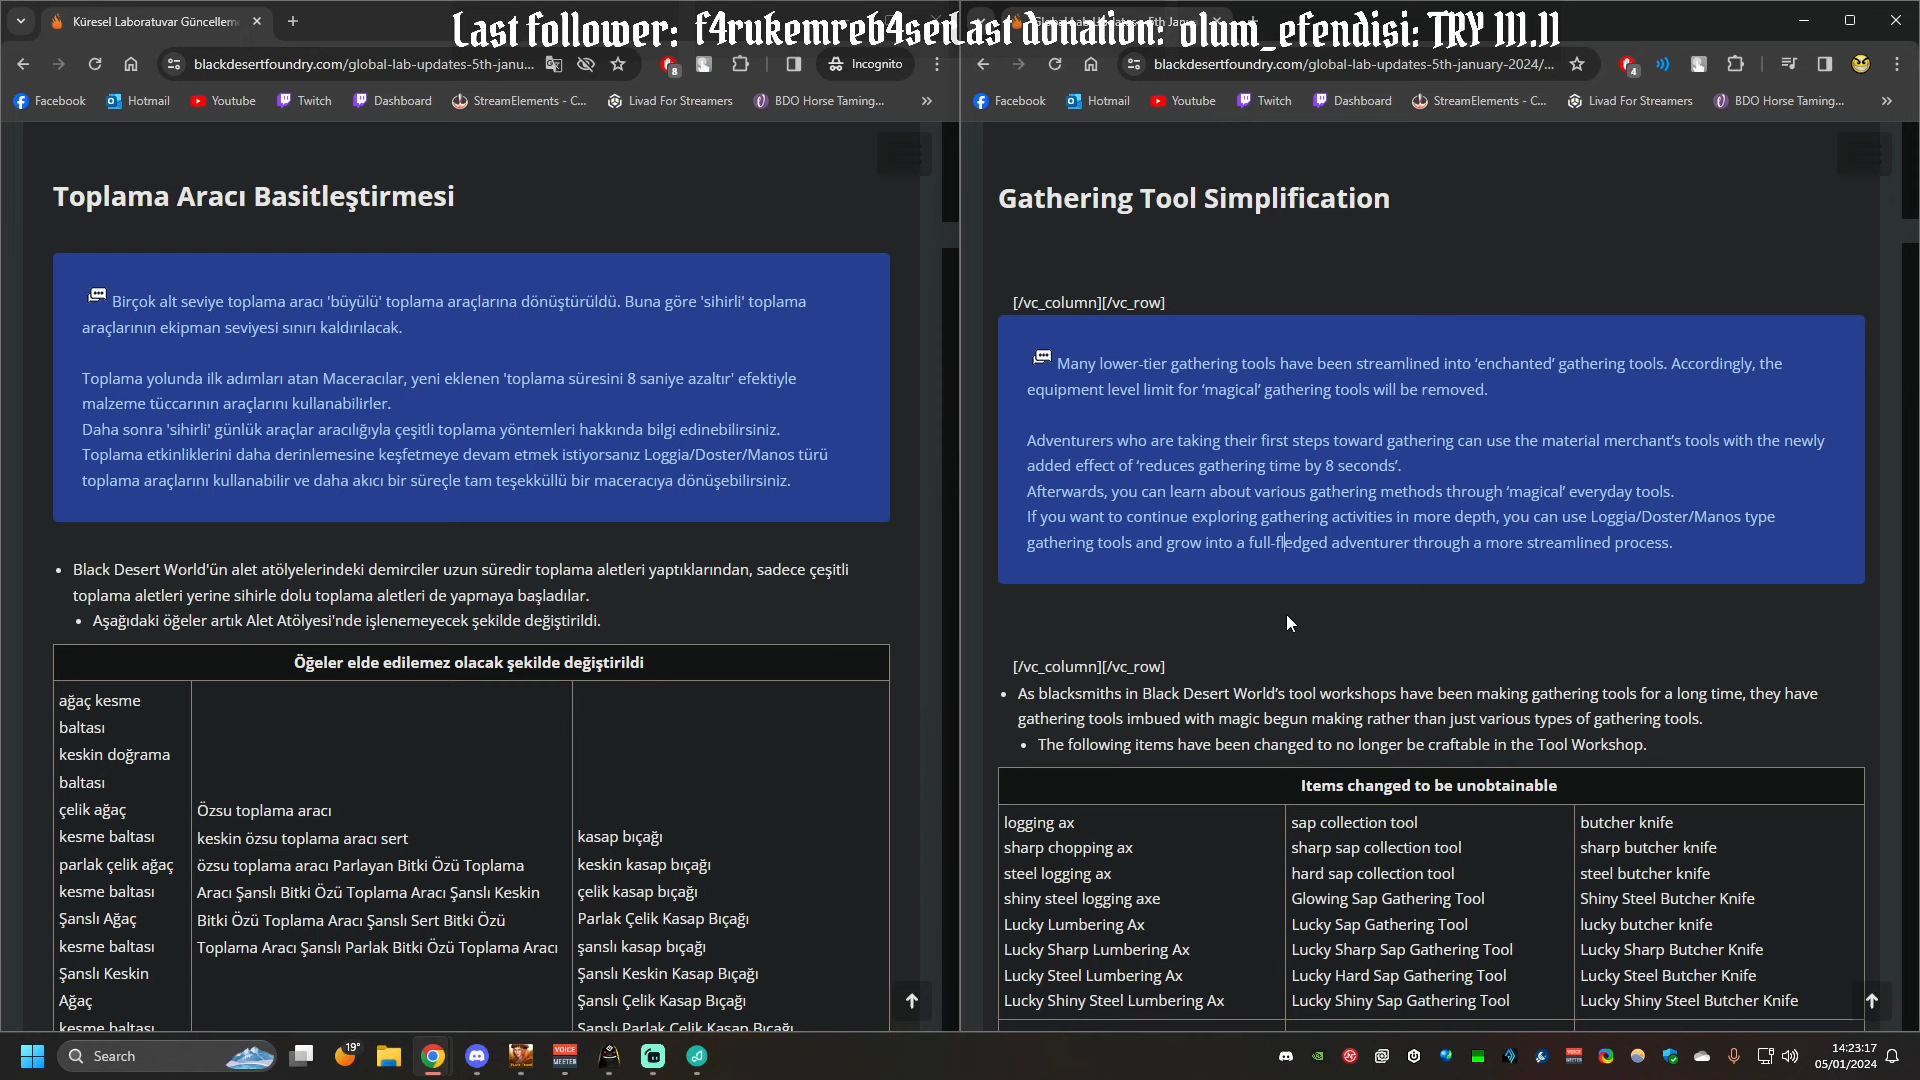 Last follower: f4rukemreb4ser
Last donation: olum_efendisi: TRY 111.11
Küresel Laboratuvar Güncellem
Global Lab Updates - 5th Janu
blackdesertfoundry.com/global-lab-updates-5th-janu...
8
Incognito
blackdesertfoundry.com/global-lab-updates-5th-january-2024/...
4
Facebook
Hotmail
Youtube
Twitch
Dashboard
StreamElements - C...
Livad For Streamers
BDO Horse Taming...
Facebook
Hotmail
Youtube
Twitch
Dashboard
StreamElements - C...
Livad For Streamers
BDO Horse Taming...
Toplama Aracı Basitleştirmesi
Birçok alt seviye toplama aracı 'büyülü' toplama araçlarına dönüştürüldü. Buna göre 'sihirli' toplama
araçlarının ekipman seviyesi sınırı kaldırılacak.
Toplama yolunda ilk adımları atan Maceracılar, yeni eklenen 'toplama süresini 8 saniye azaltır' efektiyle
malzeme tüccarının araçlarını kullanabilirler.
Daha sonra 'sihirli' günlük araçlar aracılığıyla çeşitli toplama yöntemleri hakkında bilgi edinebilirsiniz.
Toplama etkinliklerini daha derinlemesine keşfetmeye devam etmek istiyorsanız Loggia/Doster/Manos türü
toplama araçlarını kullanabilir ve daha akıcı bir süreçle tam teşekküllü bir maceracıya dönüşebilirsiniz.
Black Desert World'ün alet atölyelerindeki demirciler uzun süredir toplama aletleri yaptıklarından, sadece çeşitli
toplama aletleri yerine sihirle dolu toplama aletleri de yapmaya başladılar.
Aşağıdaki öğeler artık Alet Atölyesi'nde işlenemeyecek şekilde değiştirildi.
Öğeler elde edilemez olacak şekilde değiştirildi
ağaç kesme
baltası
keskin doğrama
baltası
çelik ağaç
kesme baltası
parlak çelik ağaç
kesme baltası
Şanslı Ağaç
kesme baltası
Şanslı Keskin
Ağaç
kesme baltası
Özsu toplama aracı
keskin özsu toplama aracı sert
özsu toplama aracı Parlayan Bitki Özü Toplama
Aracı Şanslı Bitki Özü Toplama Aracı Şanslı Keskin
Bitki Özü Toplama Aracı Şanslı Sert Bitki Özü
Toplama Aracı Şanslı Parlak Bitki Özü Toplama Aracı
kasap bıçağı
keskin kasap bıçağı
çelik kasap bıçağı
Parlak Çelik Kasap Bıçağı
şanslı kasap bıçağı
Şanslı Keskin Kasap Bıçağı
Şanslı Çelik Kasap Bıçağı
Şanslı Parlak Çelik Kasap Bıçağı
Gathering Tool Simplification
[/vc_column][/vc_row]
Many lower-tier gathering tools have been streamlined into ‘enchanted’ gathering tools. Accordingly, the
equipment level limit for ‘magical’ gathering tools will be removed.
Adventurers who are taking their first steps toward gathering can use the material merchant’s tools with the newly
added effect of ‘reduces gathering time by 8 seconds’.
Afterwards, you can learn about various gathering methods through ‘magical’ everyday tools.
If you want to continue exploring gathering activities in more depth, you can use Loggia/Doster/Manos type
gathering tools and grow into a full-fledged adventurer through a more streamlined process.
[/vc_column][/vc_row]
As blacksmiths in Black Desert World’s tool workshops have been making gathering tools for a long time, they have
gathering tools imbued with magic begun making rather than just various types of gathering tools.
The following items have been changed to no longer be craftable in the Tool Workshop.
Items changed to be unobtainable
logging ax
sharp chopping ax
steel logging ax
shiny steel logging axe
Lucky Lumbering Ax
Lucky Sharp Lumbering Ax
Lucky Steel Lumbering Ax
Lucky Shiny Steel Lumbering Ax
sap collection tool
sharp sap collection tool
hard sap collection tool
Glowing Sap Gathering Tool
Lucky Sap Gathering Tool
Lucky Sharp Sap Gathering Tool
Lucky Hard Sap Gathering Tool
Lucky Shiny Sap Gathering Tool
butcher knife
sharp butcher knife
steel butcher knife
Shiny Steel Butcher Knife
lucky butcher knife
Lucky Sharp Butcher Knife
Lucky Steel Butcher Knife
Lucky Shiny Steel Butcher Knife
Search
19°
VOICE
MEETER
14:23:17
05/01/2024